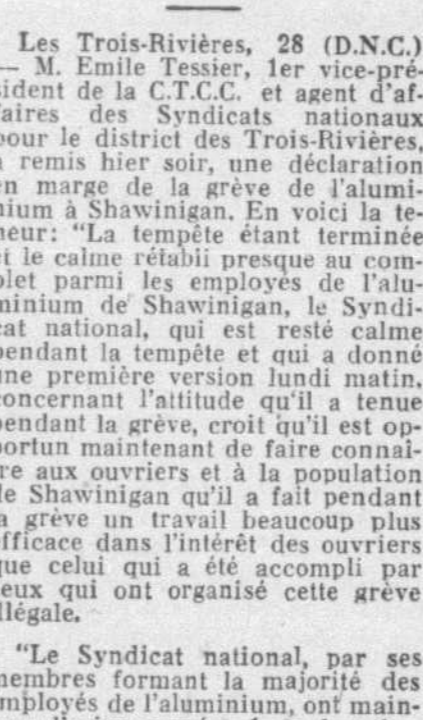 Les Trois-Rivières, 28 (D.N.C.)
— M. Emile Tessier, 1er vice-pré-
sident de la C.T.C.C. et agent d'af-
faires des Syndicats nationaux
pour le district des Trois-Rivières,
a remis hier soir, une déclaration
en marge de la grève de l'alumi-
nium à Shawinigan. En voici la te-
neur: "La tempête étant terminée
et le calme rétabli presque au com-
plet parmi les employés de l'alu-
minium de Shawinigan, le Syndi-
cat national, qui est resté calme
pendant la tempête et qui a donné
une première version lundi matin,
concernant l'attitude qu'il a tenue
pendant la grève, croit qu'il est op-
portun maintenant de faire connaî-
tre aux ouvriers et à la population
de Shawinigan qu'il a fait pendant
la grève un travail beaucoup plus
efficace dans l'intérêt des ouvriers
que celui qui a été accompli par
ceux qui ont organisé cette grève
illégale.
"Le Syndicat national, par ses
membres formant la majorité des
employés de l'aluminium, ont main-